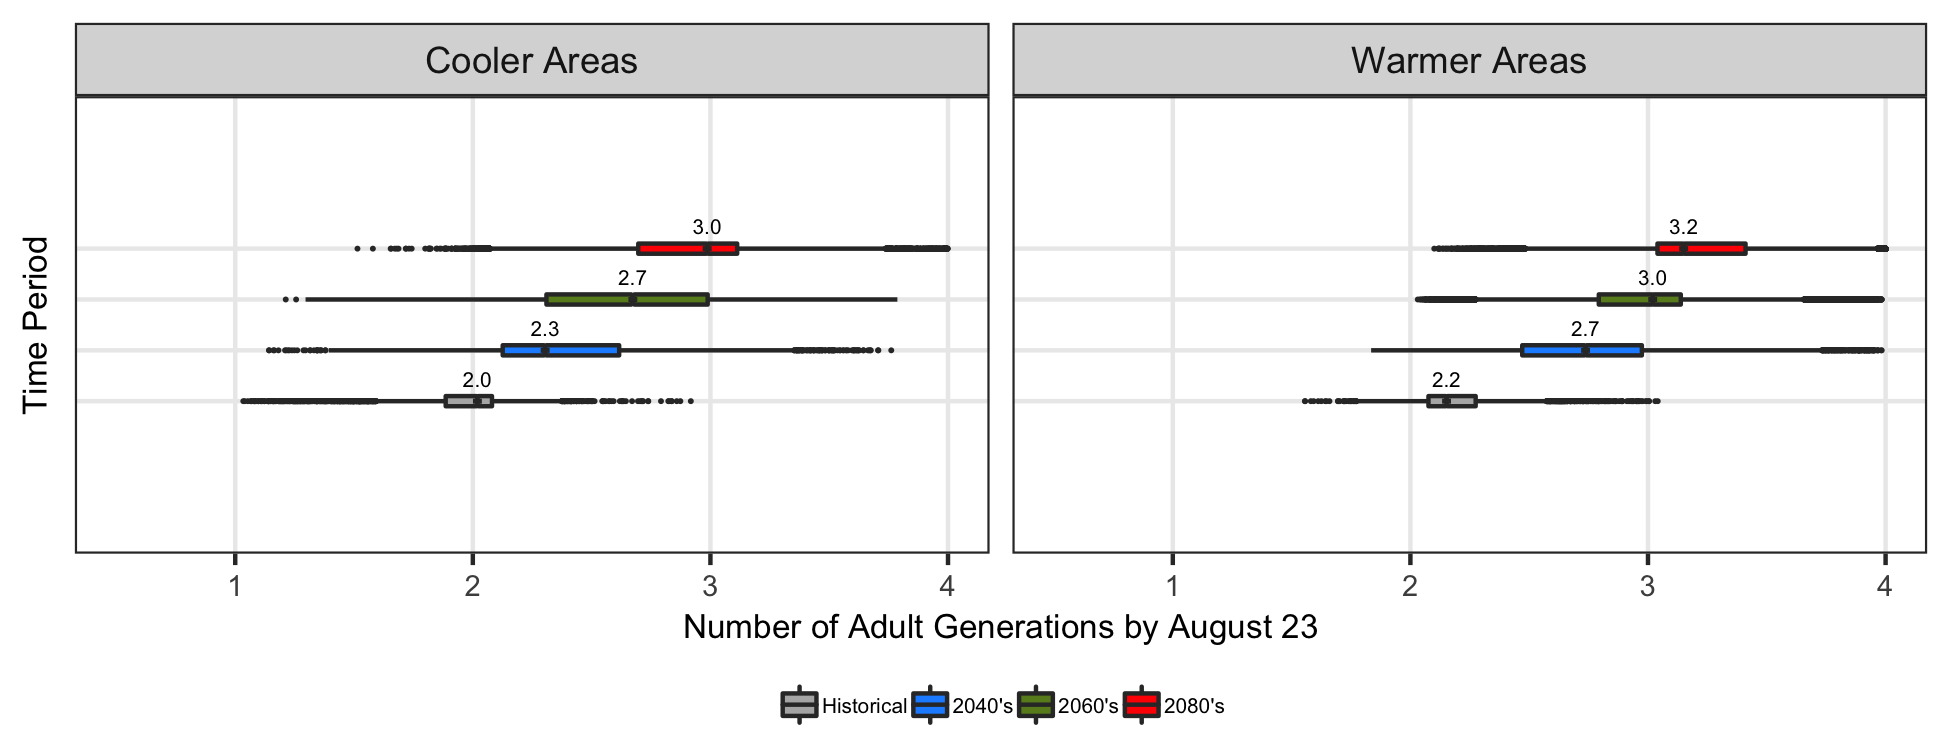 Cooler Areas
Warmer Areas
Time Period
3.0
2.7
2.3
2.0
3.2
3.0
2.7
2.2
1 2 3 4
1 2 3 4
Number of Adult Generations by August 23
Historical 2040's 2060's 2080's